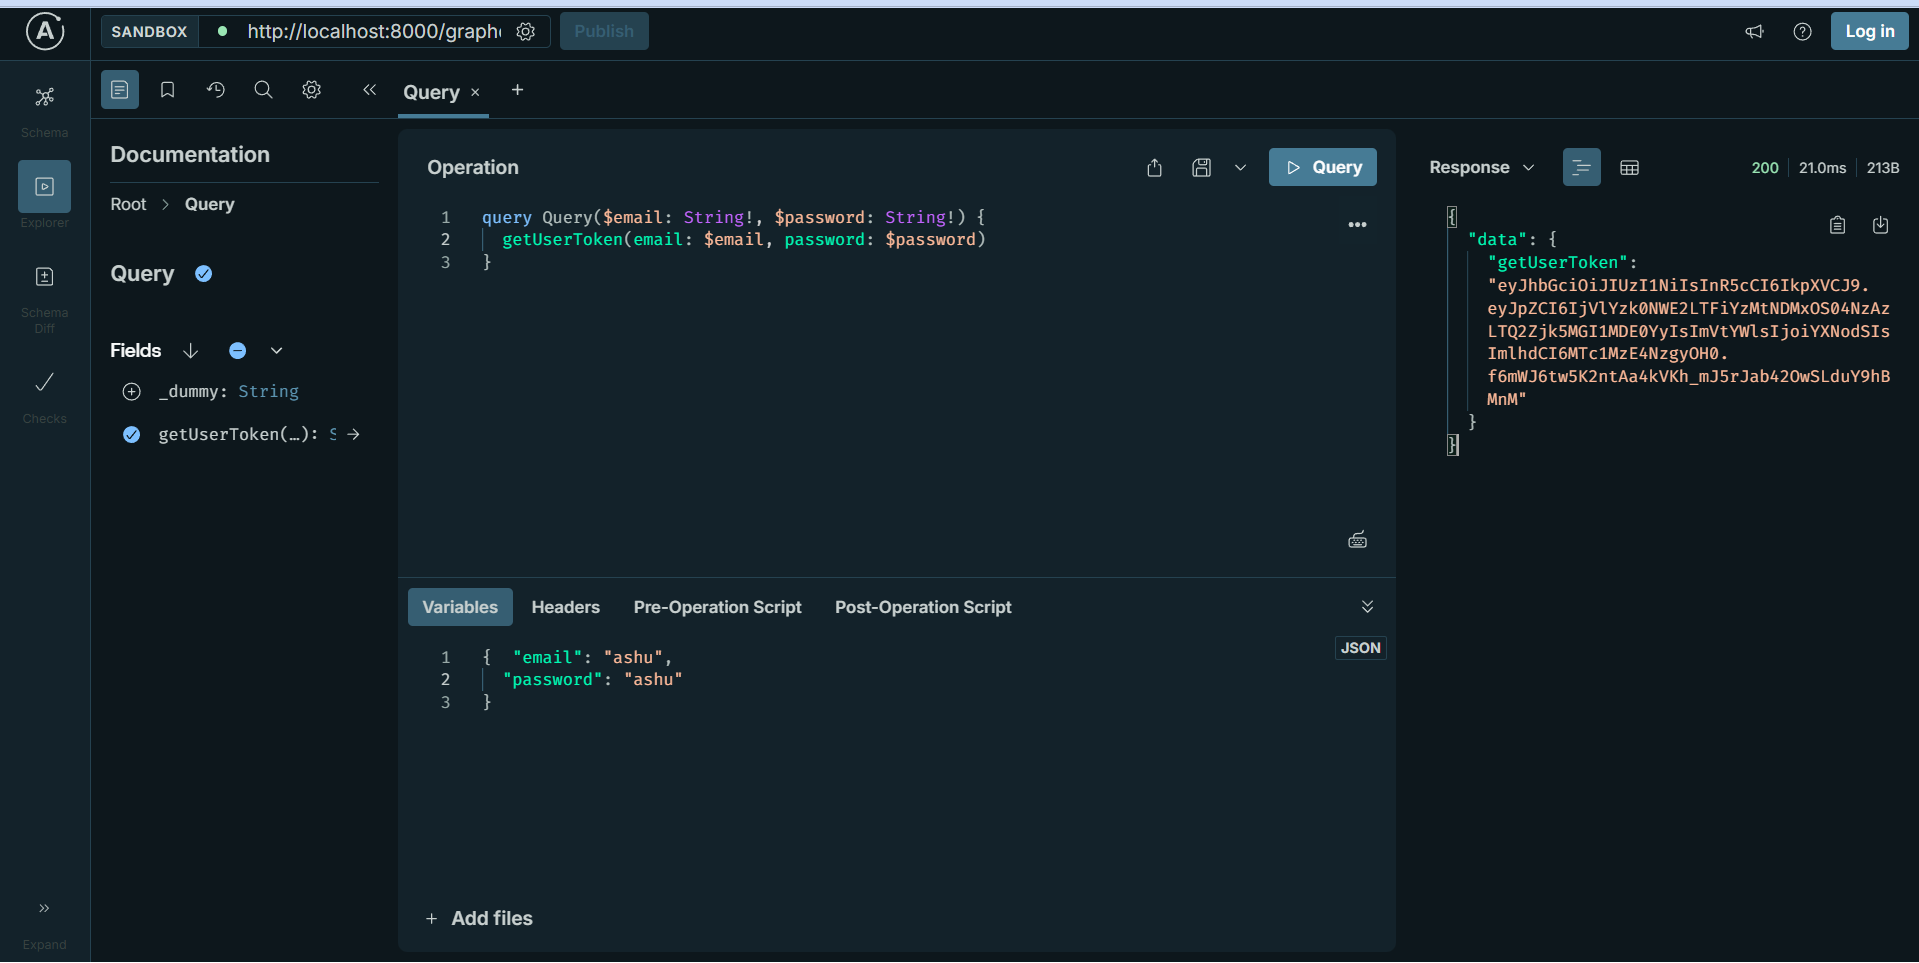 SANDBOX
http://localhost:8000/graph
Publish
Log in
Schema
Explorer
Schema
Diff
Checks
Expand
Query
Documentation
Root > Query
Query
Fields
_dummy: String
getUserToken(…): S
Operation
Query
1 query Query($email: String!, $password: String!) {
2 getUserToken(email: $email, password: $password)
3 }
Variables Headers Pre-Operation Script Post-Operation Script
JSON
1 { "email": "ashu",
2 "password": "ashu"
3 }
+ Add files
Response
200 21.0ms 213B
{
"data": {
"getUserToken":
"eyJhbGciOiJIUzI1NiIsInR5cCI6IkpXVCJ9.
eyJpZCI6IjVlYzk0NWE2LTFiYzMtNDMxOS04NzAz
LTQ2Zjk5MGI1MDE0YyIsImVtYWlsIjoiYXNodSIs
ImlhdCI6MTc1MzE4NzgyOH0.
f6mWJ6tw5K2ntAa4kVKh_mJ5rJab42OwSLduY9hB
MnM"
}
}